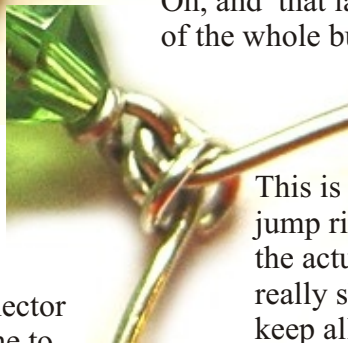 Oh, and that la
of the whole bu
This is
jump ri
the actu
really s
keep al
ector
e to